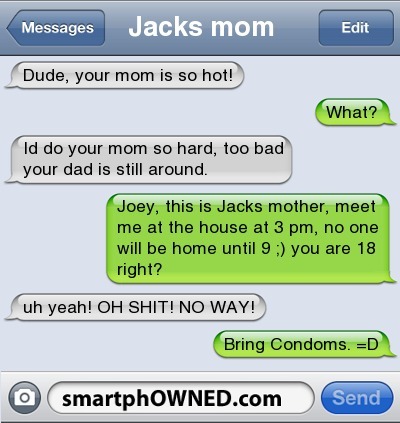 Messages
Jacks mom
Edit
Dude, your mom is so hot!
What?
Id do your mom so hard, too bad
your dad is still around.
Joey, this is Jacks mother, meet
me at the house at 3 pm, no one
will be home until 9 ;) you are 18
right?
uh yeah! OH SHIT! NO WAY!
Bring Condoms. =D
smartphOWNED.com
Send